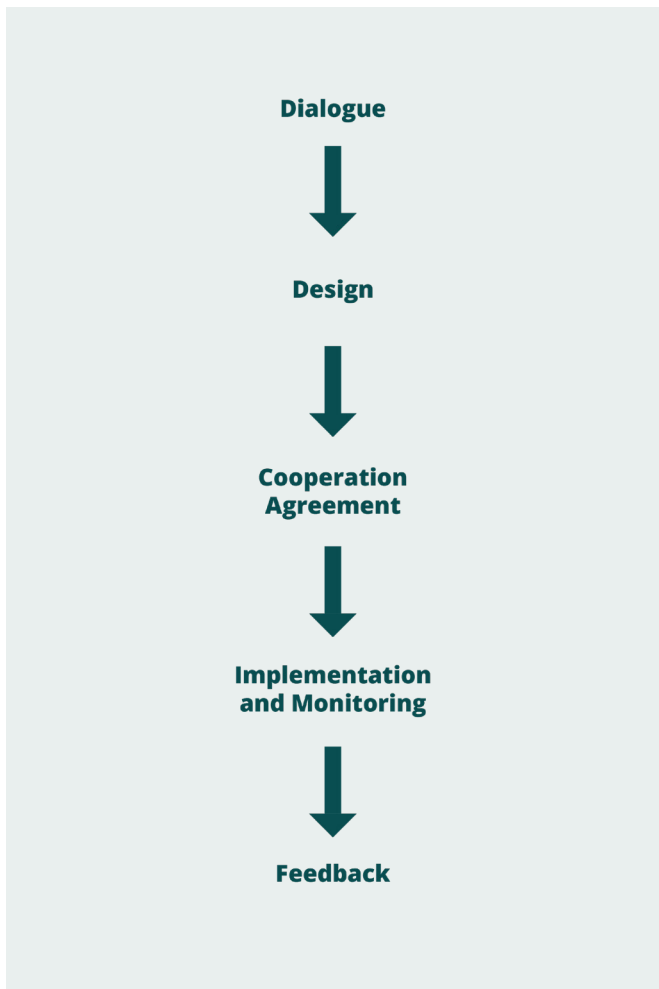 Dialogue
Design
Cooperation
Agreement
Implementation
and Monitoring
Feedback